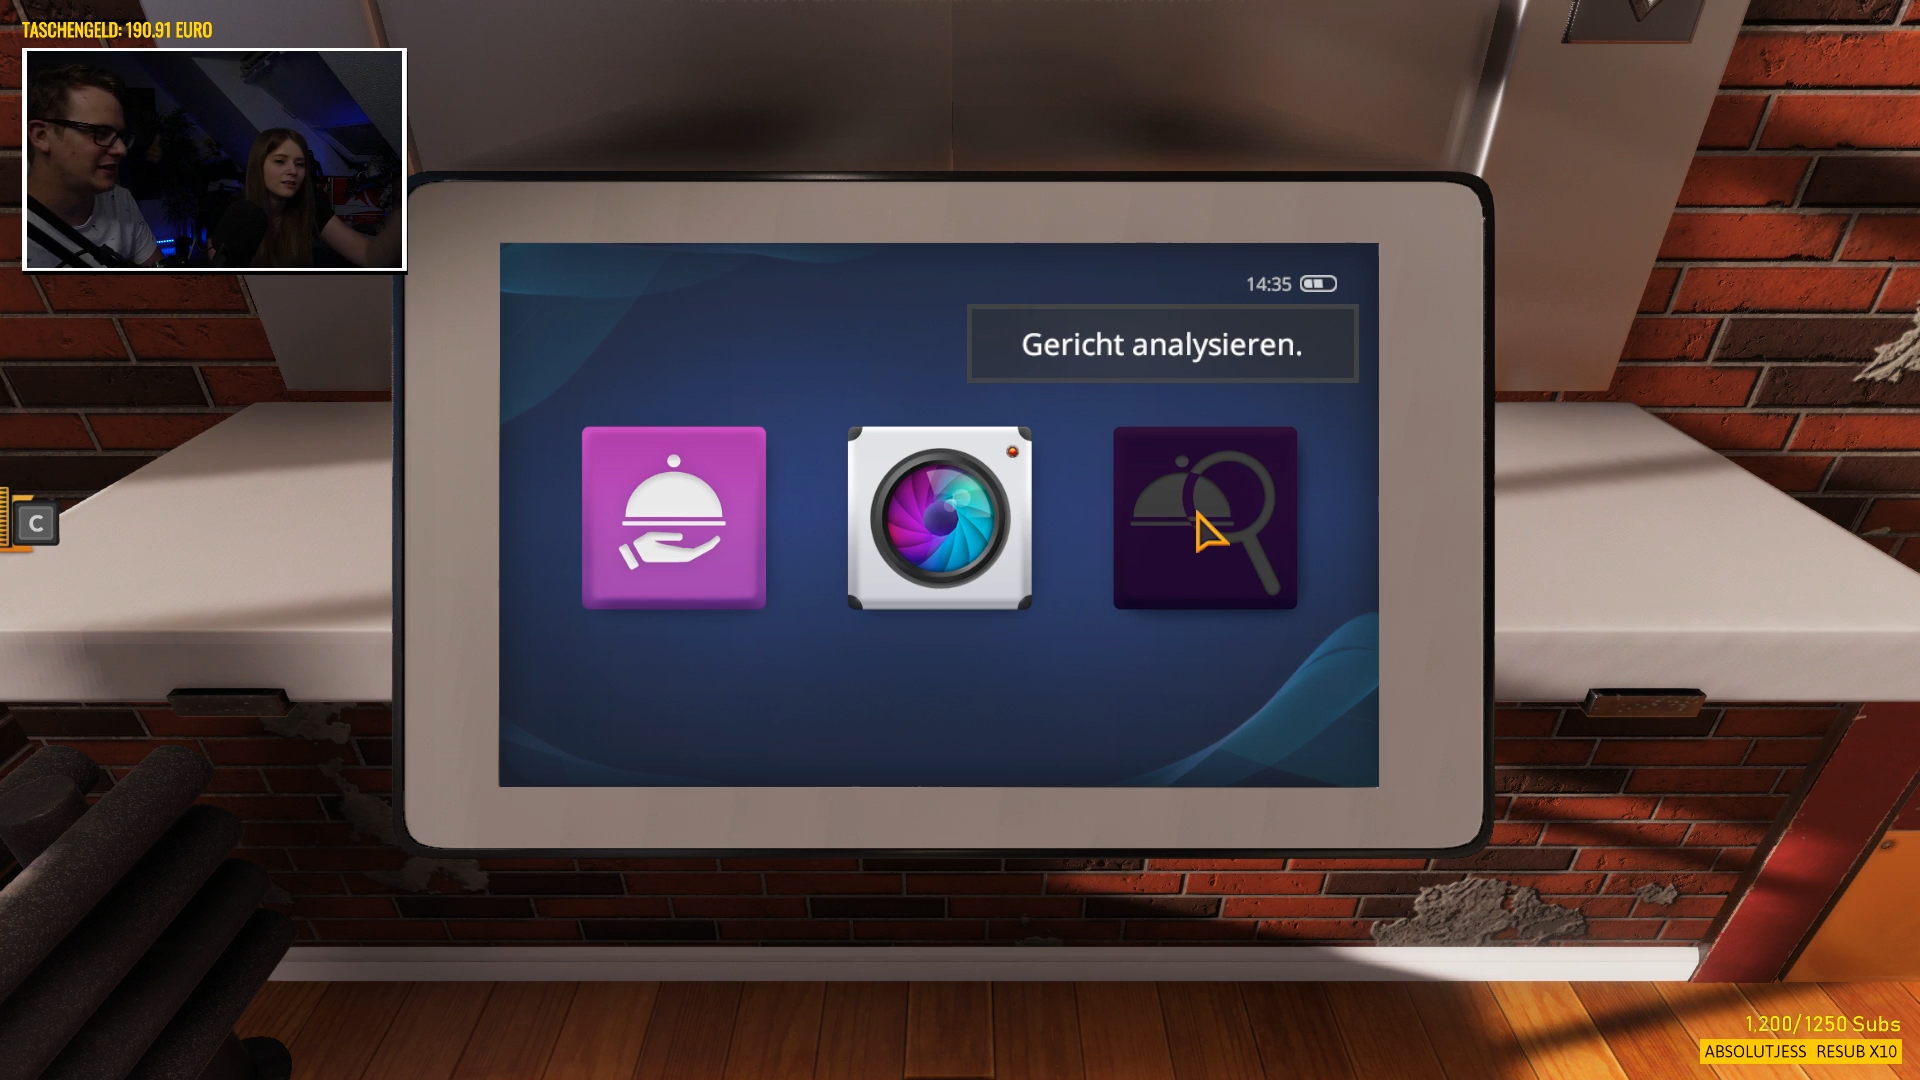 TASCHENGELD: 190.91 EURO
14:35
Gericht analysieren.
C
1,200/1250 Subs
ABSOLUTJESS RESUB X10